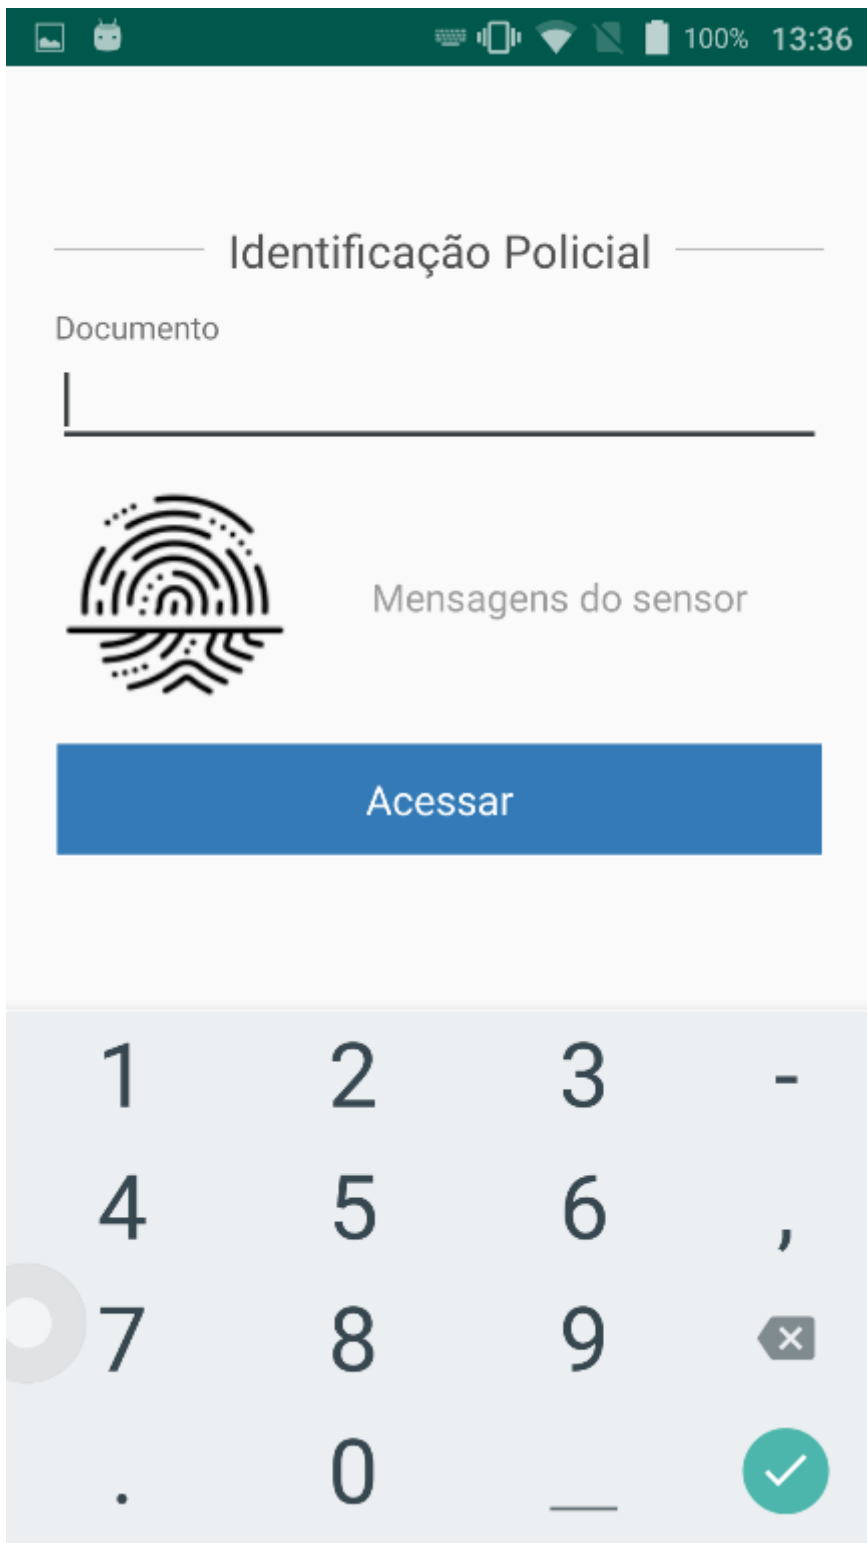 100% 13:36
Identificação Policial
Documento
Mensagens do sensor
Acessar
1 2 3 -
4 5 6 ,
7 8 9
. 0 _